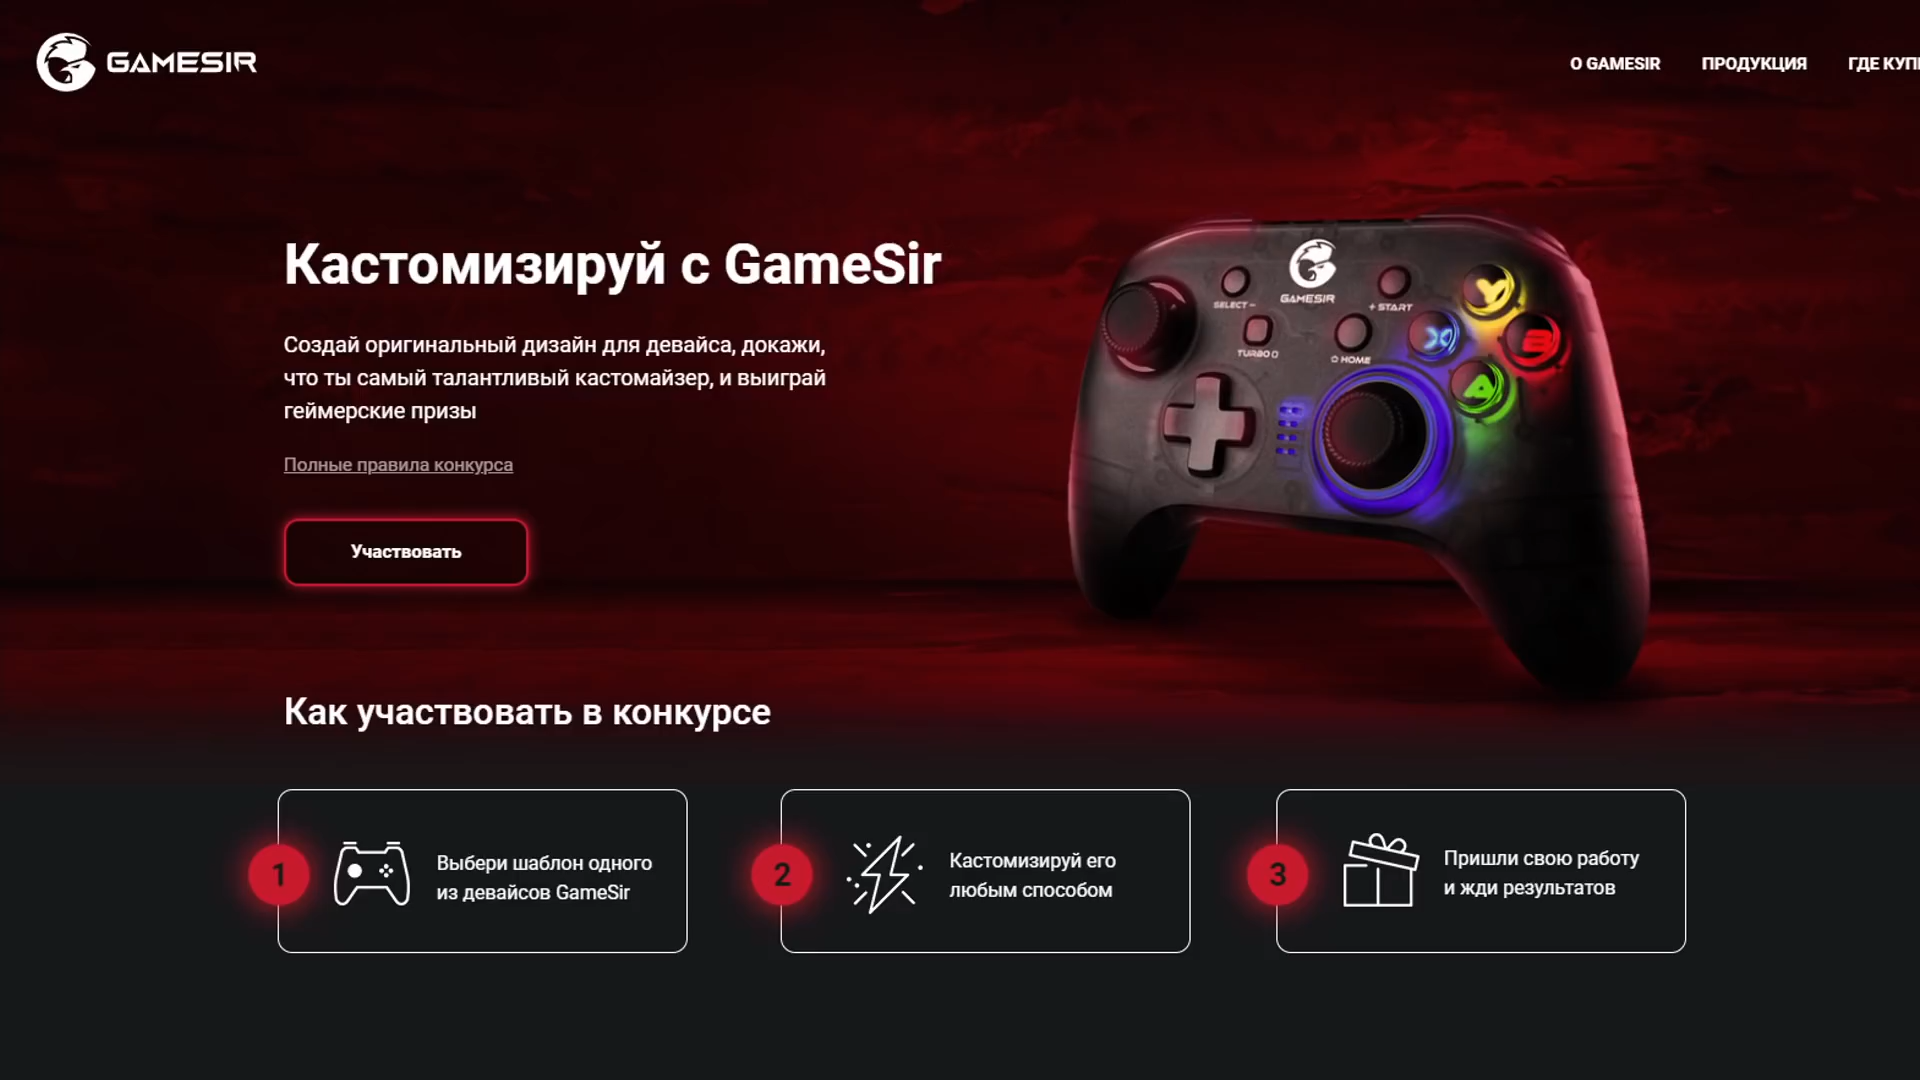 GAMESIR
О GAMESIR
ПРОДУКЦИЯ
ГДЕ КУП
Кастомизируй с GameSir
Создай оригинальный дизайн для девайса, докажи,
что ты самый талантливый кастомайзер, и выиграй
геймерские призы
Полные правила конкурса
Участвовать
GAMESIR
SELECT −
+ START
TURBO
HOME
Y
X
B
A
Как участвовать в конкурсе
1
Выбери шаблон одного
из девайсов GameSir
2
Кастомизируй его
любым способом
3
Пришли свою работу
и жди результатов